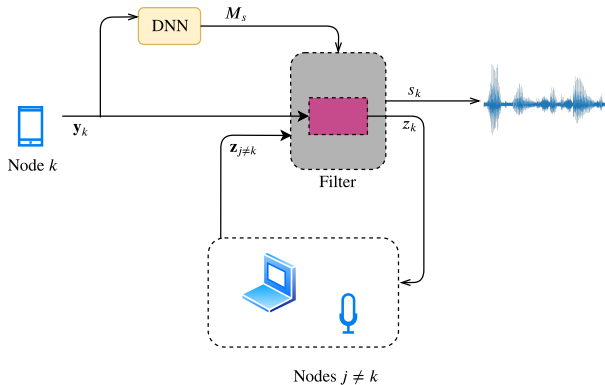 DNN
M_s
s_k
y_k
z_k
z_{j≠k}
Node k
Filter
Nodes j ≠ k